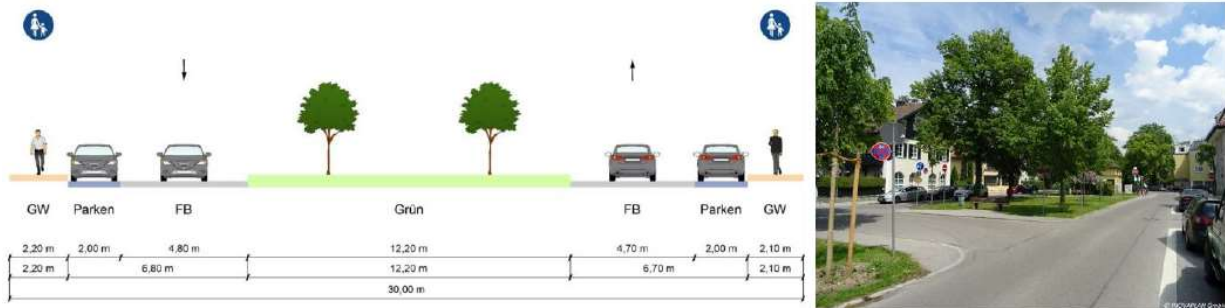 GW Parken FB Grün FB Parken GW
2,20 m 2,00 m 4,80 m 12,20 m 4,70 m 2,00 m 2,10 m
2,20 m 6,80 m 12,20 m 6,70 m 2,10 m
30,00 m